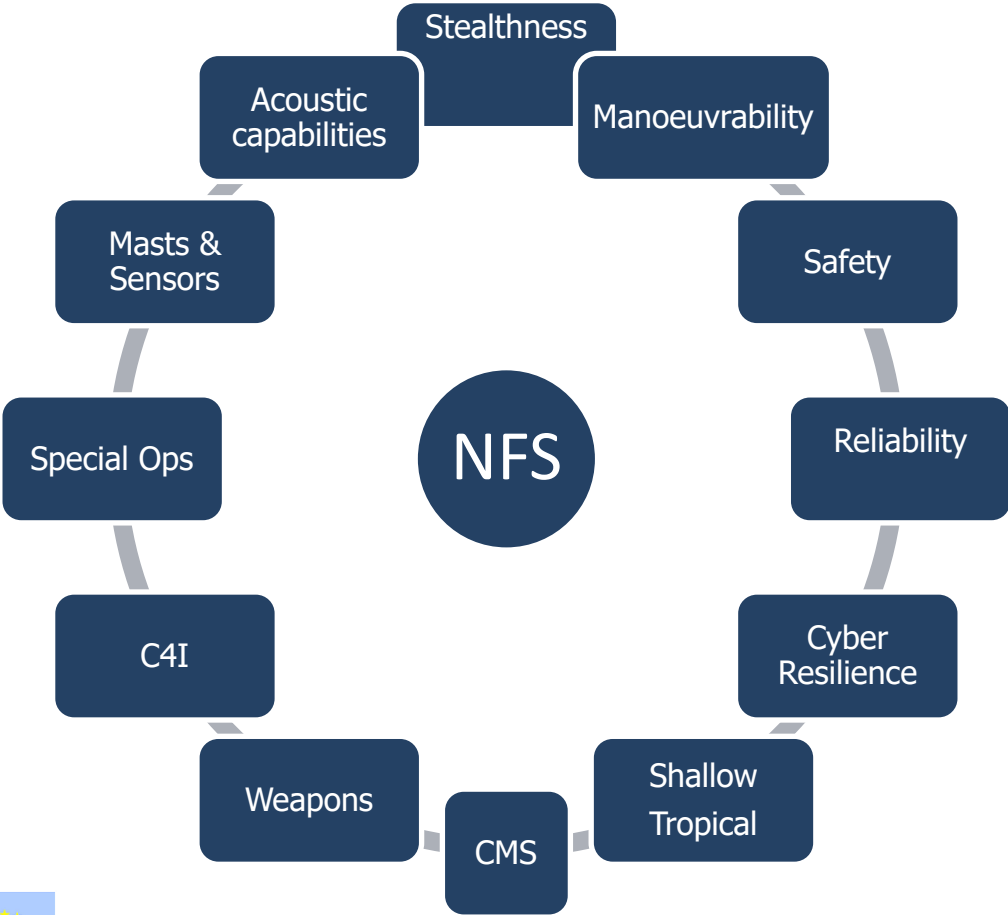 Stealthness
Manoeuvrability
Safety
Reliability
Cyber
Resilience
Shallow
Tropical
CMS
Weapons
C4I
Special Ops
Masts &
Sensors
Acoustic
capabilities
NFS